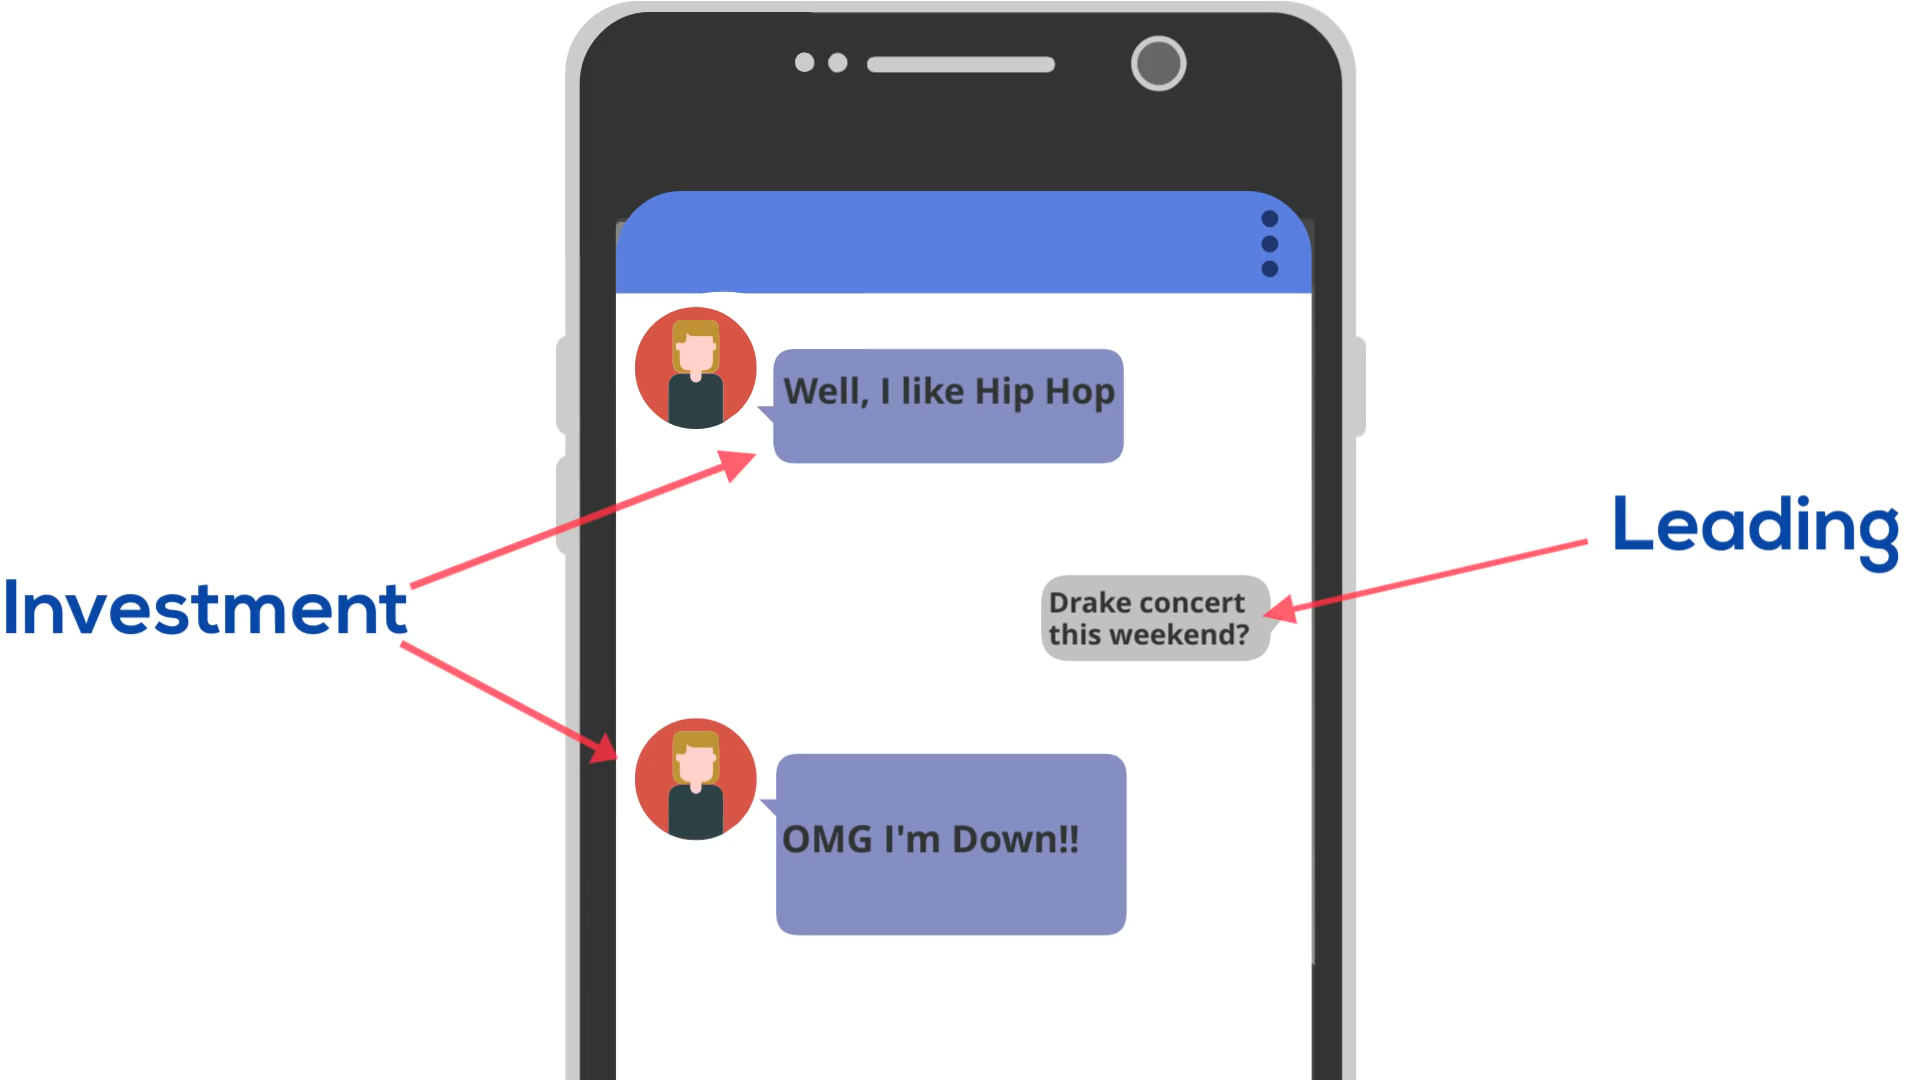 Well, I like Hip Hop
Leading
Investment
Drake concert
this weekend?
OMG I'm Down!!